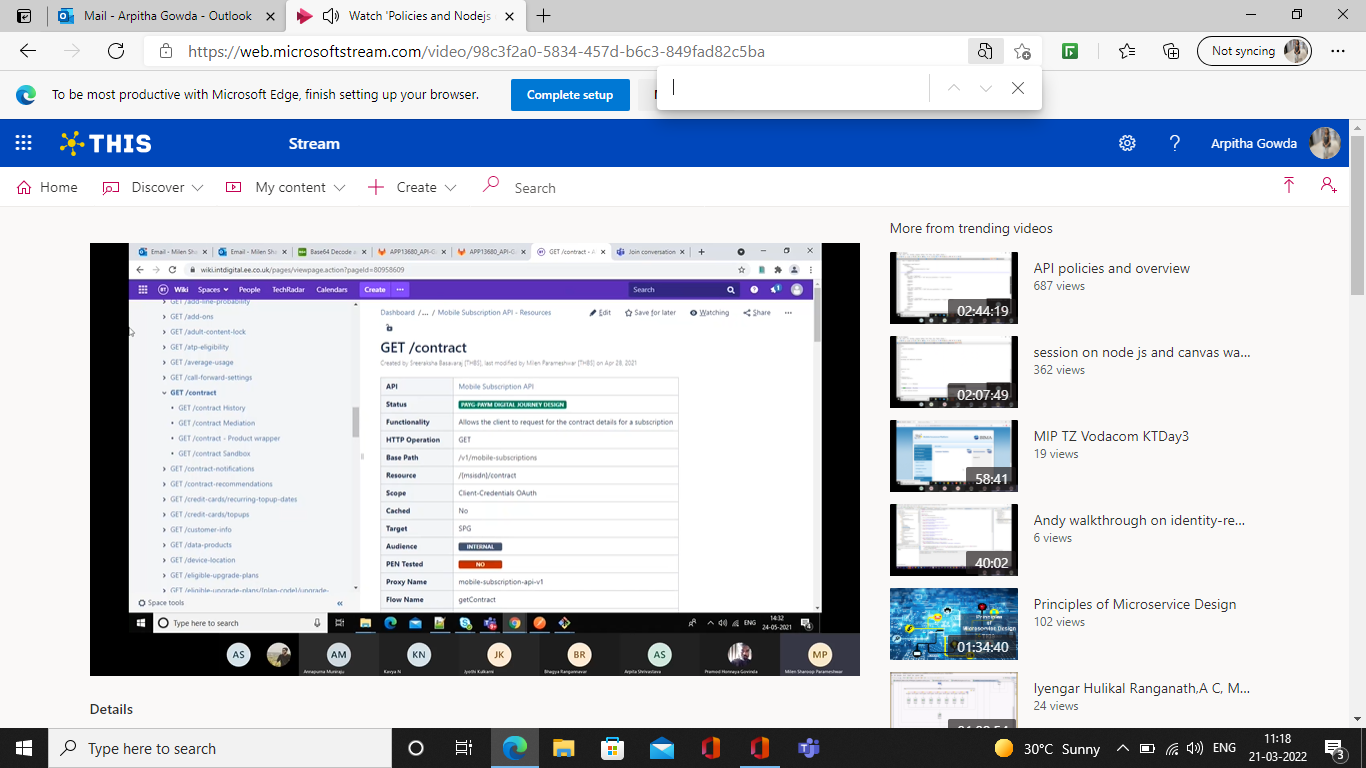 Mail - Arpitha Gowda - Outlook
Watch 'Policies and Nodejs
https://web.microsoftstream.com/video/98c3f2a0-5834-457d-b6c3-849fad82c5ba
Not syncing
To be most productive with Microsoft Edge, finish setting up your browser.
Complete setup
THIS
Stream
Arpitha Gowda
Home
Discover
My content
Create
Search
Email - Milen Sh
Email - Milen Sh
Base64 Decode
APP13680_API-G
APP13680_API-G
GET /contract - A
Join conversation
wiki.intdigital.ee.co.uk/pages/viewpage.action?pageId=80958609
Wiki
Spaces
People
TechRadar
Calendars
Create
Search
GET /add-line-probability
GET /add-ons
GET /adult-content-lock
GET /atp-eligibility
GET /average-usage
GET /call-forward-settings
GET /contract
GET /contract History
GET /contract Mediation
GET /contract - Product wrapper
GET /contract Sandbox
GET /contract-notifications
GET /contract-recommendations
GET /credit-cards/recurring-topup-dates
GET /credit-cards/topups
GET /customer-info
GET /data-products
GET /device-location
GET /eligible-upgrade-plans
GET /eligible-upgrade-plans/{plan-code}/upgrade-
Space tools
Dashboard /... / Mobile Subscription API - Resources
Edit
Save for later
Watching
Share
GET /contract
Created by Sreereksha Basavaraj [THBS], last modified by Milen Parameshwar [THBS] on Apr 28, 2021
API Mobile Subscription API
Status PAYG-PAYM DIGITAL JOURNEY DESIGN
Functionality Allows the client to request for the contract details for a subscription
HTTP Operation GET
Base Path /v1/mobile-subscriptions
Resource /{msisdn}/contract
Scope Client-Credentials OAuth
Cached No
Target SPG
Audience INTERNAL
PEN Tested NO
Proxy Name mobile-subscription-api-v1
Flow Name getContract
Type here to search
ENG
14:32
24-05-2021
AS
AM
Annapurna Muniraju
KN
Kavya N
JK
Jyothi Kulkarni
BR
Bhagya Rangannavar
AS
Arpita Shrivastava
Pramod Honnaya Govinda
MP
Milen Sharoop Parameshwar
Details
More from trending videos
02:44:19
API policies and overview
687 views
02:07:49
session on node js and canvas wa...
362 views
58:41
MIP TZ Vodacom KTDay3
19 views
40:02
Andy walkthrough on identity-re...
6 views
Principles of
Microservice Design
01:34:40
Principles of Microservice Design
102 views
Iyengar Hulikal Ranganath,A C, M...
24 views
Type here to search
30°C Sunny
ENG
11:18
21-03-2022
3